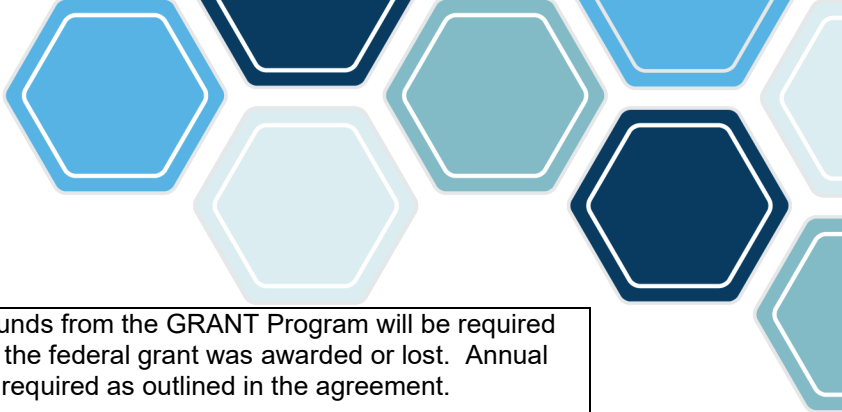 unds from the GRANT Program will be required
the federal grant was awarded or lost.  Annual
required as outlined in the agreement.